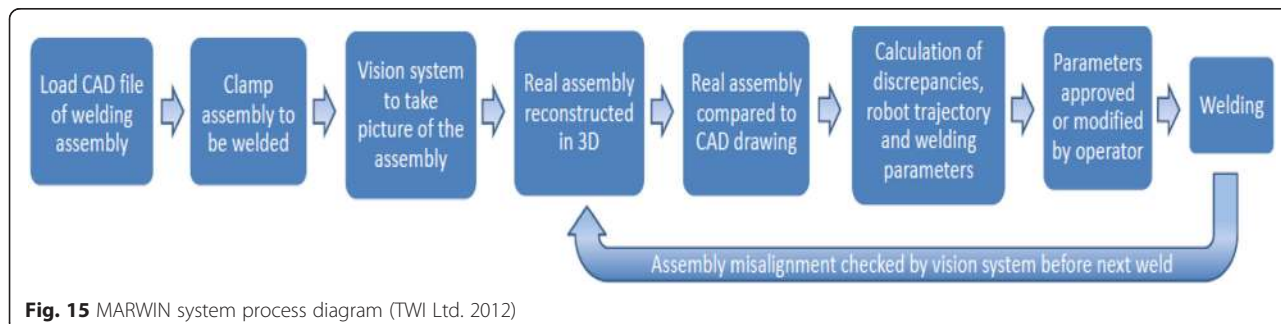 Load CAD file
of welding
assembly
Clamp
assembly to
be welded
Vision system
to take
picture of the
assembly
Real assembly
reconstructed
in 3D
Real assembly
compared to
CAD drawing
Calculation of
discrepancies,
robot trajectory
and welding
parameters
Parameters
approved
or modified
by operator
Welding
Assembly misalignment checked by vision system before next weld
Fig. 15 MARWIN system process diagram (TWI Ltd. 2012)